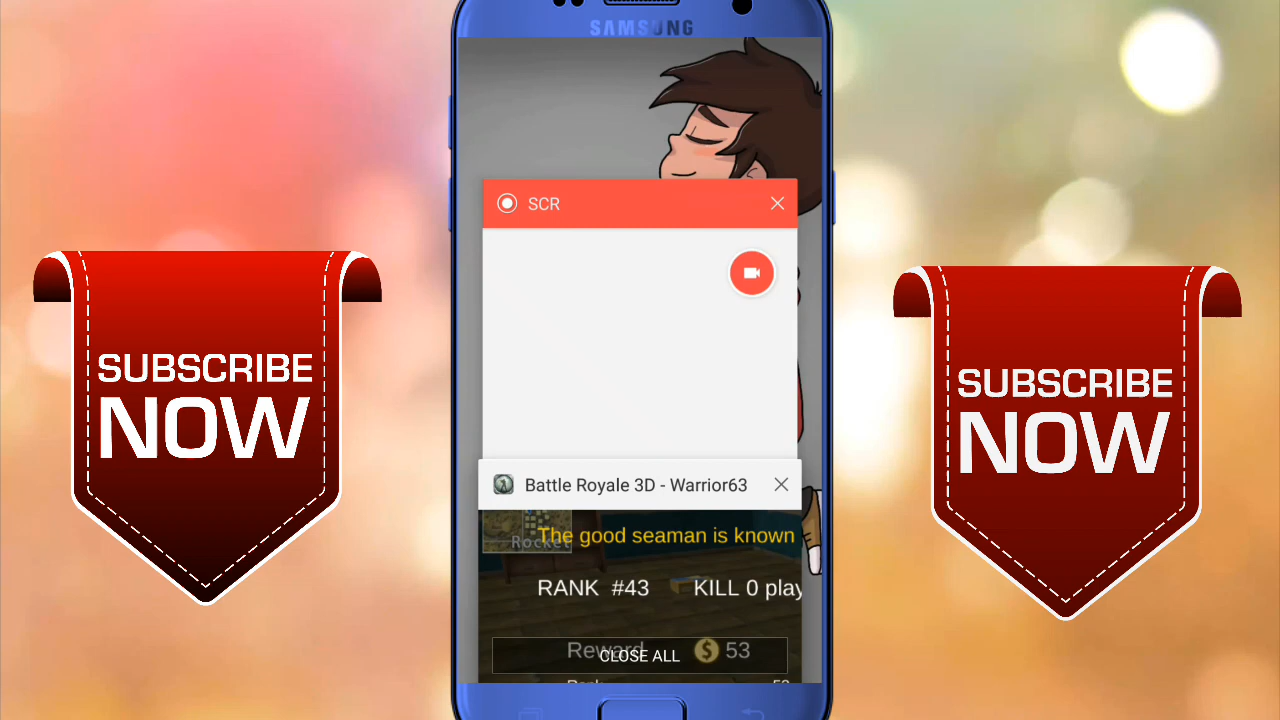 SAMSUNG
SCR
SUBSCRIBE
NOW
SUBSCRIBE
NOW
Battle Royale 3D - Warrior63
The good seaman is known
Rocket
RANK #43 KILL 0 play
Reward 53
CLOSE ALL